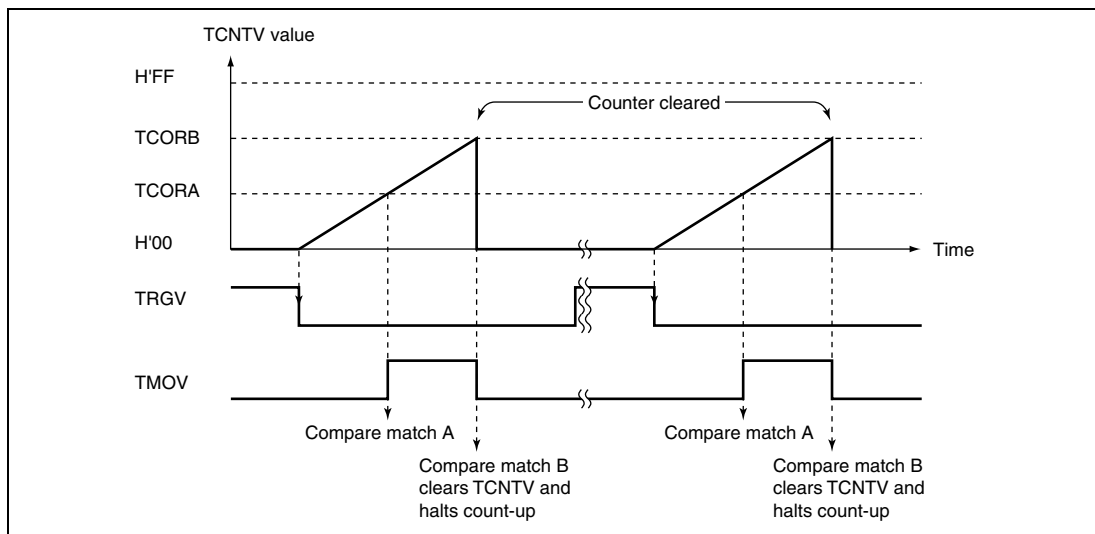 TCNTV value
H'FF
Counter cleared
TCORB
TCORA
H'00
Time
TRGV
TMOV
Compare match A
Compare match A
Compare match B
clears TCNTV and
halts count-up
Compare match B
clears TCNTV and
halts count-up